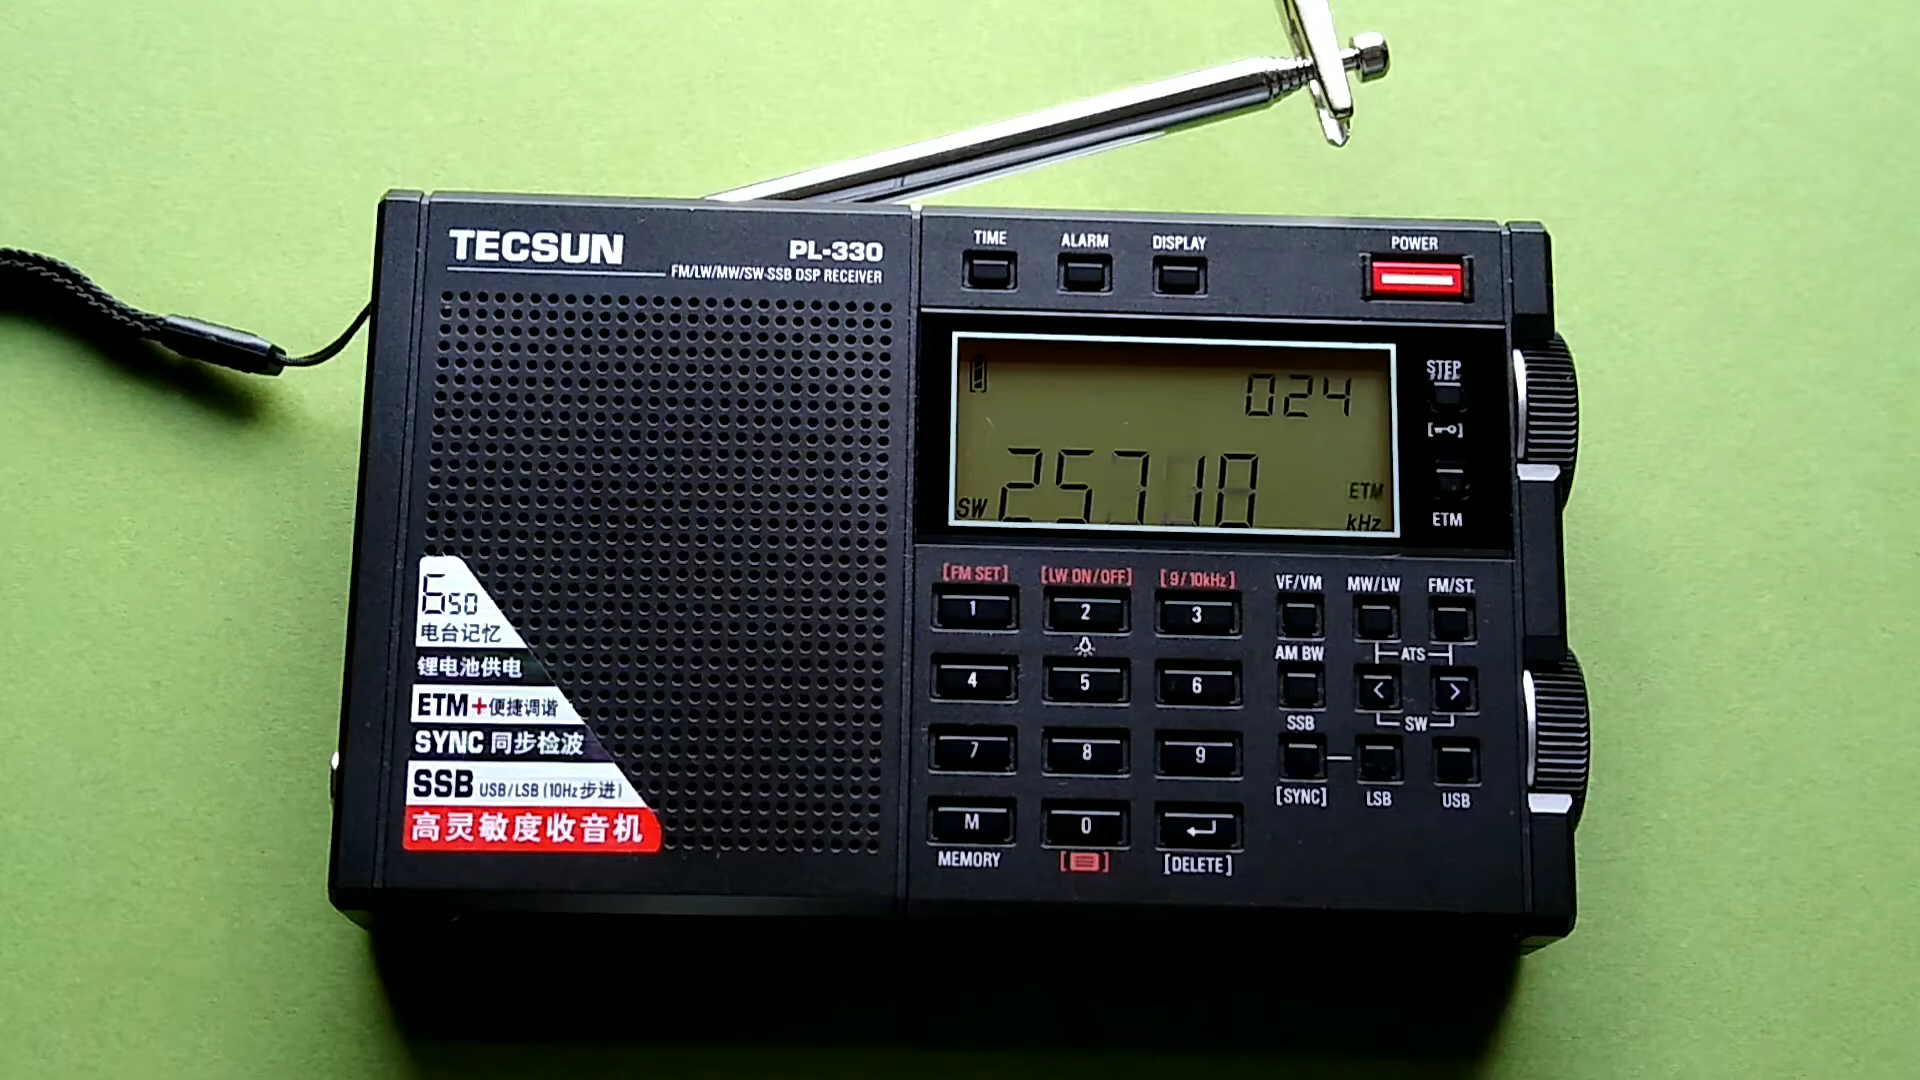 TECSUN
PL-330
FM/LW/MW/SW-SSB DSP RECEIVER
TIME ALARM DISPLAY POWER
024
SW 25710 ETM kHz
STEP
ETM
650
电台记忆
锂电池供电
ETM+便捷调谐
SYNC 同步检波
SSB USB/LSB (10Hz步进)
高灵敏度收音机
[FM SET] [LW ON/OFF] [9/10kHz] VF/VM MW/LW FM/ST.
1 2 3
AM BW ATS
4 5 6 < >
SSB SW
7 8 9
[SYNC] LSB USB
M 0
MEMORY [DELETE]